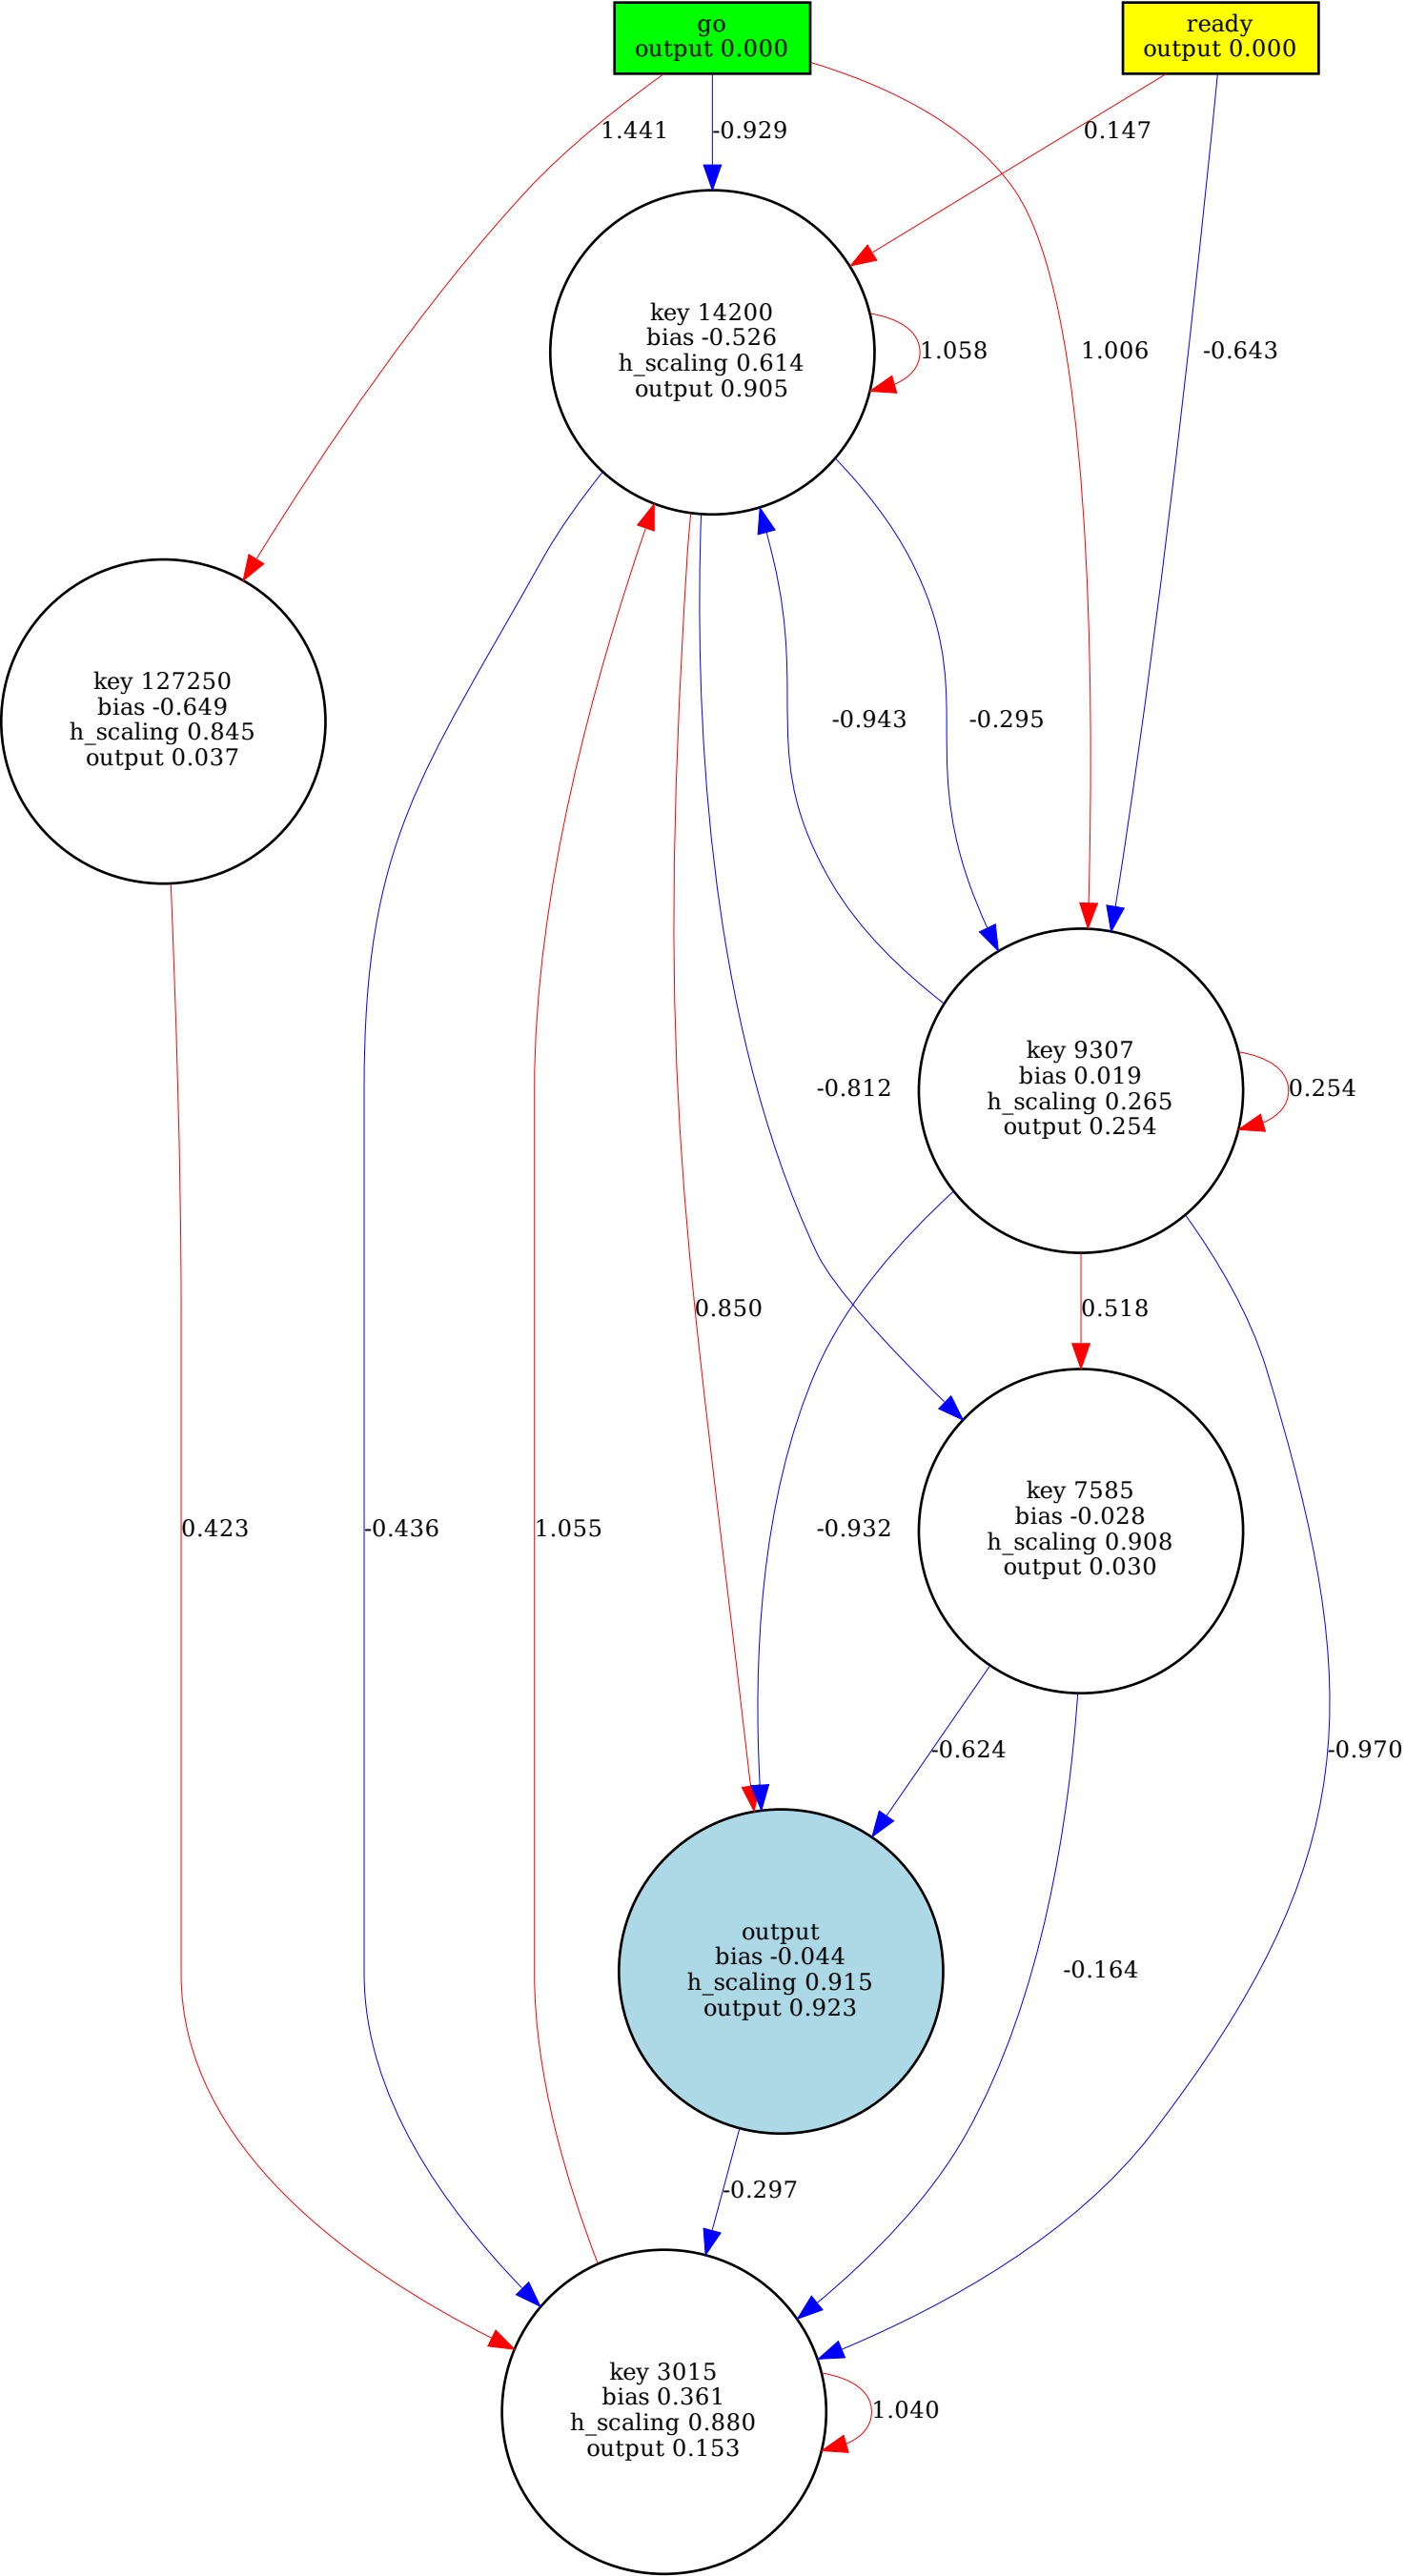 go
output 0.000
ready
output 0.000
1.441
-0.929
0.147
key 14200
bias -0.526
h_scaling 0.614
output 0.905
1.058
1.006
-0.643
key 127250
bias -0.649
h_scaling 0.845
output 0.037
-0.943
-0.295
key 9307
bias 0.019
h_scaling 0.265
output 0.254
-0.812
0.254
0.850
0.518
key 7585
bias -0.028
h_scaling 0.908
output 0.030
0.423
-0.436
1.055
-0.932
-0.624
-0.970
output
bias -0.044
h_scaling 0.915
output 0.923
-0.164
-0.297
key 3015
bias 0.361
h_scaling 0.880
output 0.153
1.040